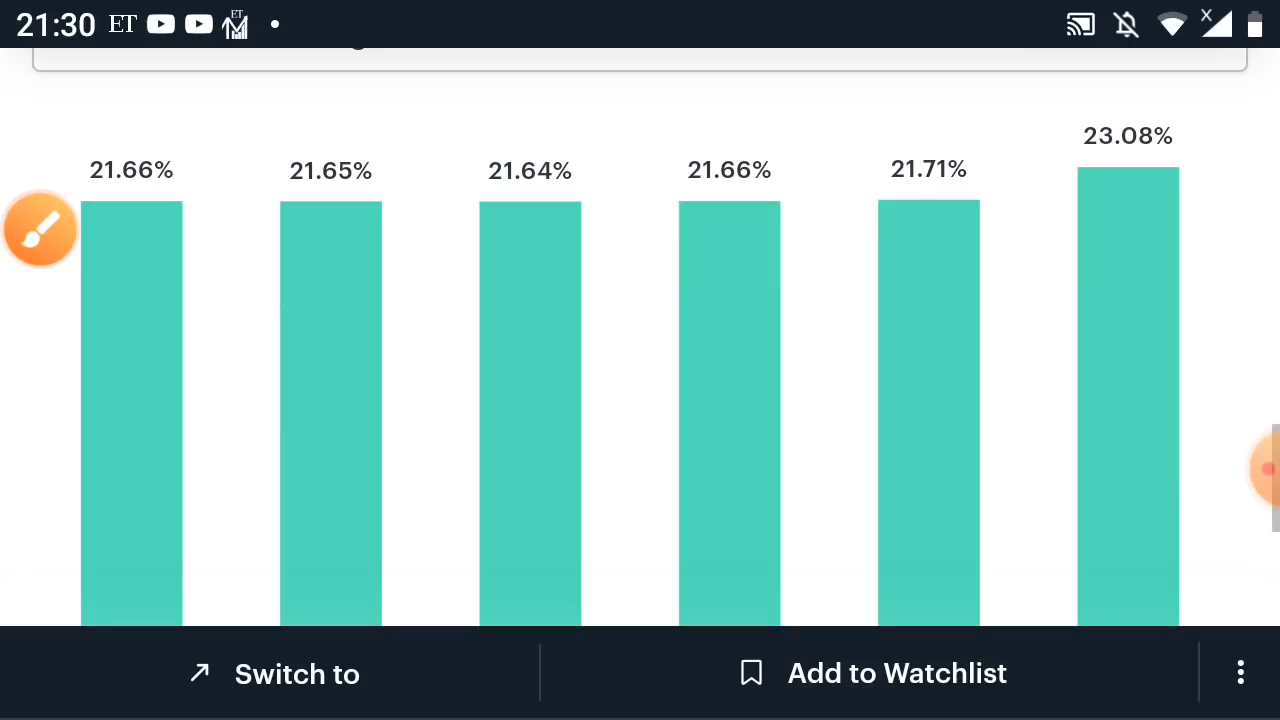 21:30 ET ET
23.08%
21.66% 21.65% 21.64% 21.66% 21.71%
Switch to Add to Watchlist